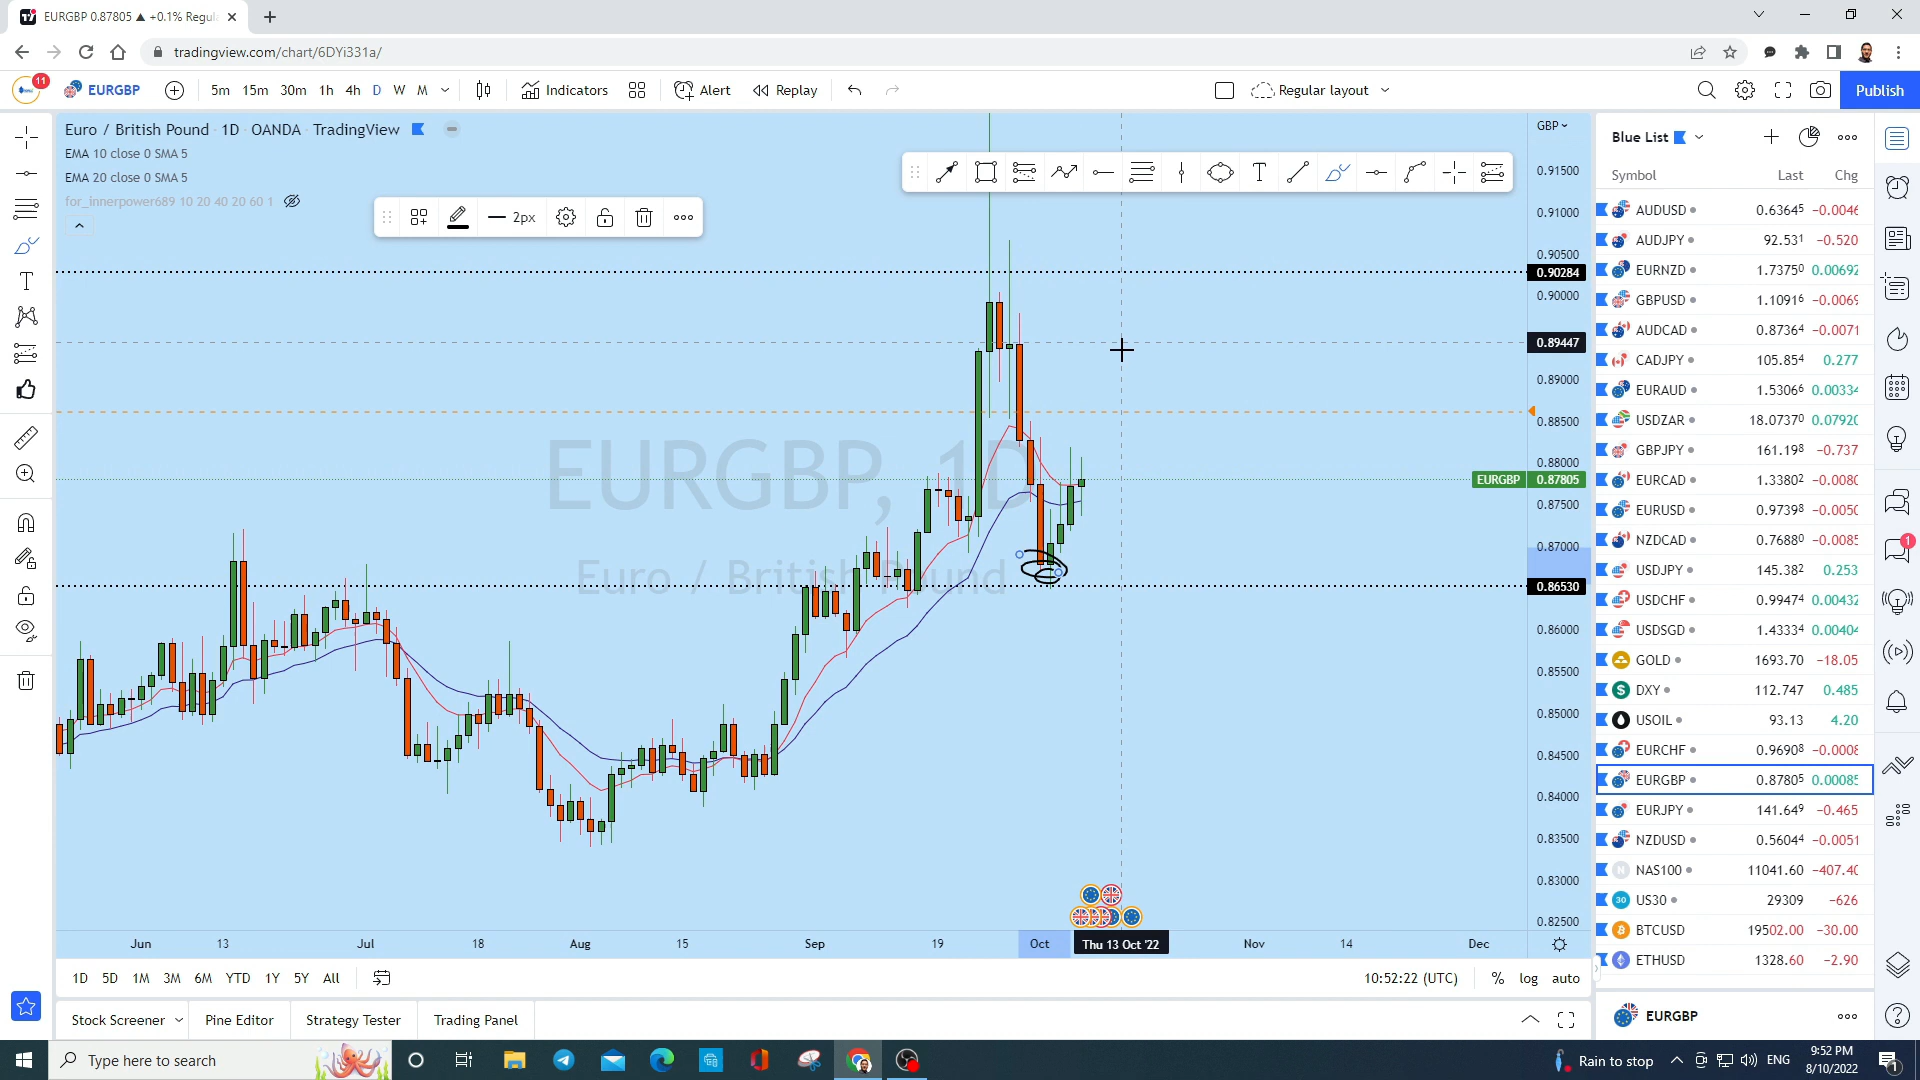 EURGBP 0.87805 ▲ +0.1% Regul
tradingview.com/chart/6DYi331a/
11
EURGBP
5m 15m 30m 1h 4h D W M
Indicators
Alert
Replay
Regular layout
Publish
Euro / British Pound 1D OANDA TradingView
EMA 10 close 0 SMA 5
EMA 20 close 0 SMA 5
for_innerpower689 10 20 40 20 60 1
2px
EURGBP, 1D
Euro / British Pound
GBP
0.91500
0.91000
0.90500
0.90284
0.90000
0.89447
0.89000
0.88500
0.88000
EURGBP 0.87805
0.87500
0.87000
0.86530
0.86000
0.85500
0.85000
0.84500
0.84000
0.83500
0.83000
0.82500
Jun 13 Jul 18 Aug 15 Sep 19 Oct Thu 13 Oct '22 Nov 14 Dec
1D 5D 1M 3M 6M YTD 1Y 5Y All
10:52:22 (UTC) % log auto
Stock Screener Pine Editor Strategy Tester Trading Panel
Blue List
Symbol Last Chg
AUDUSD 0.63645 −0.0046
AUDJPY 92.531 −0.520
EURNZD 1.73750 0.00692
GBPUSD 1.10916 −0.0069
AUDCAD 0.87364 −0.0071
CADJPY 105.854 0.277
EURAUD 1.53066 0.00334
USDZAR 18.07370 0.07920
GBPJPY 161.198 −0.737
EURCAD 1.33802 −0.0080
EURUSD 0.97398 −0.0050
NZDCAD 0.76880 −0.0085
USDJPY 145.382 0.253
USDCHF 0.99474 0.00432
USDSGD 1.43334 0.00404
GOLD 1693.70 −18.05
DXY 112.747 0.485
USOIL 93.13 4.20
EURCHF 0.96908 −0.0008
EURGBP 0.87805 0.00085
EURJPY 141.649 −0.465
NZDUSD 0.56044 −0.0051
NAS100 11041.60 −407.40
US30 29309 −626
BTCUSD 19502.00 −30.00
ETHUSD 1328.60 −2.90
EURGBP
1
Type here to search
Rain to stop
ENG
9:52 PM
8/10/2022
1